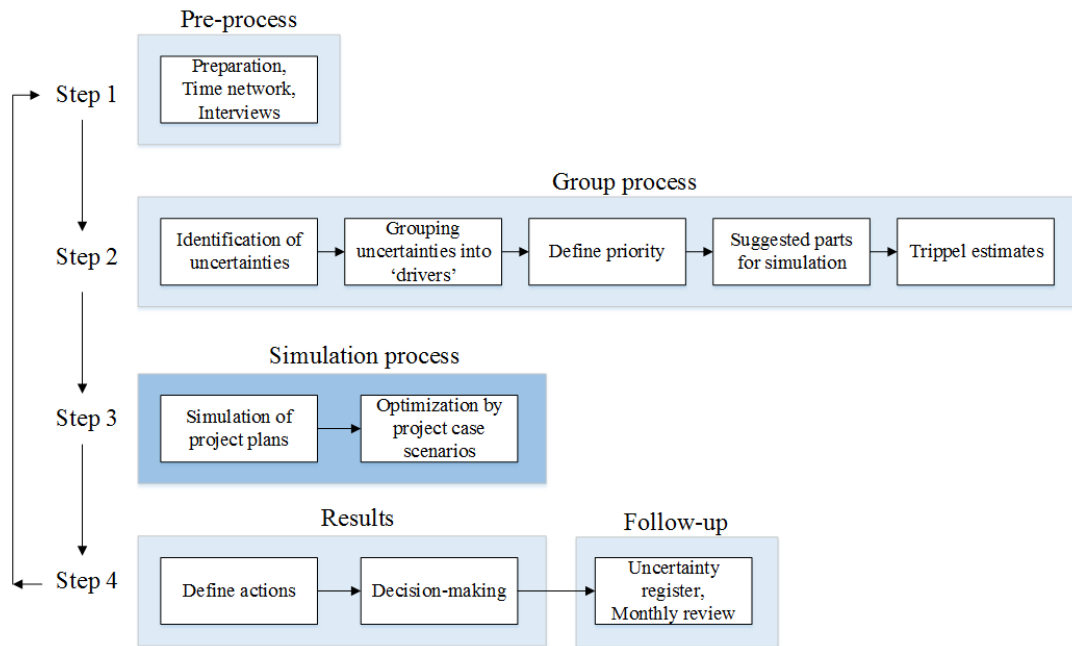 Pre-process
Step 1
Preparation,
Time network,
Interviews
Group process
Step 2
Identification of
uncertainties
Grouping
uncertainties into
‘drivers’
Define priority
Suggested parts
for simulation
Trippel estimates
Simulation process
Step 3
Simulation of
project plans
Optimization by
project case
scenarios
Results
Follow-up
Step 4
Define actions
Decision-making
Uncertainty
register,
Monthly review